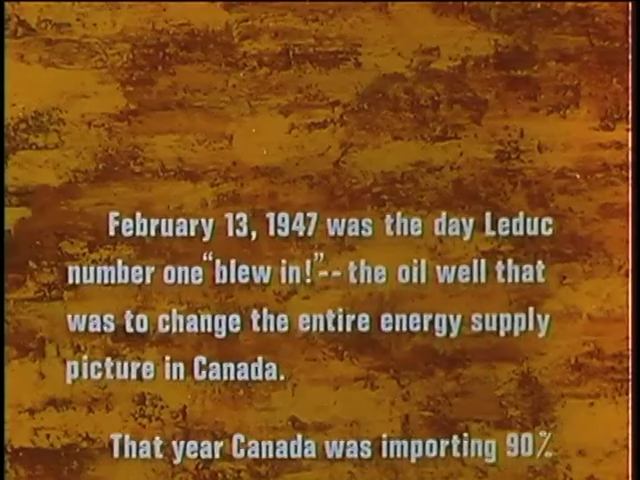 February 13, 1947 was the day Leduc
number one "blew in!"-- the oil well that
was to change the entire energy supply
picture in Canada.
That year Canada was importing 90%